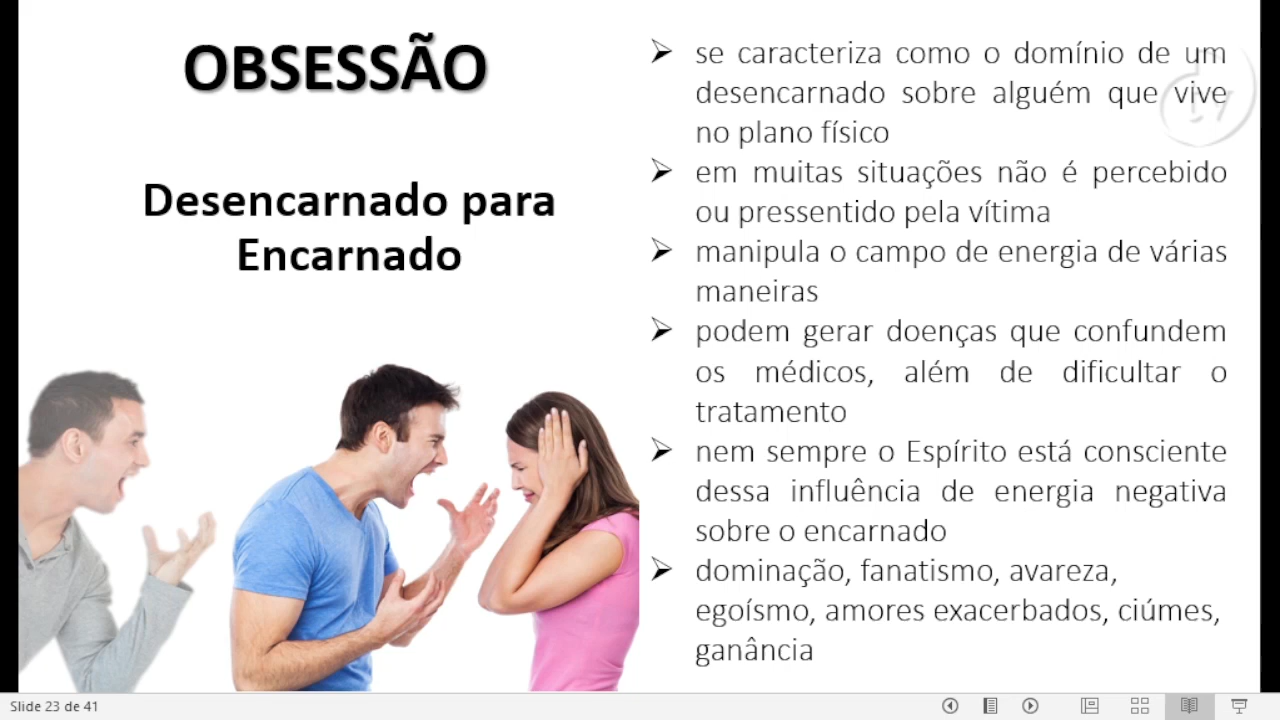 OBSESSÃO
Desencarnado para
Encarnado
se caracteriza como o domínio de um
desencarnado sobre alguém que vive
no plano físico
em muitas situações não é percebido
ou pressentido pela vítima
manipula o campo de energia de várias
maneiras
podem gerar doenças que confundem
os médicos, além de dificultar o
tratamento
nem sempre o Espírito está consciente
dessa influência de energia negativa
sobre o encarnado
dominação, fanatismo, avareza,
egoísmo, amores exacerbados, ciúmes,
ganância
Slide 23 de 41